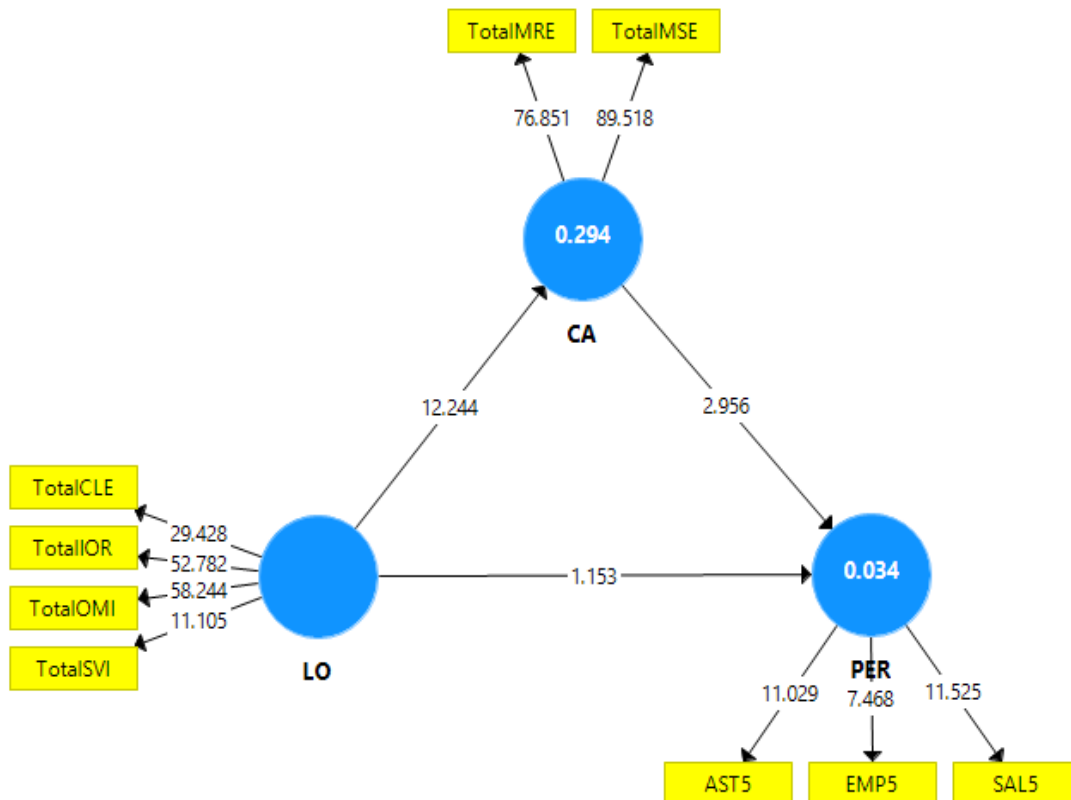 TotalMRE TotalMSE
76.851 89.518
0.294
CA
12.244 2.956
TotalCLE
29.428
TotalIOR
52.782
58.244
TotalOMI
11.105
TotalSVI
LO
1.153
0.034
PER
11.029 7.468 11.525
AST5 EMP5 SAL5